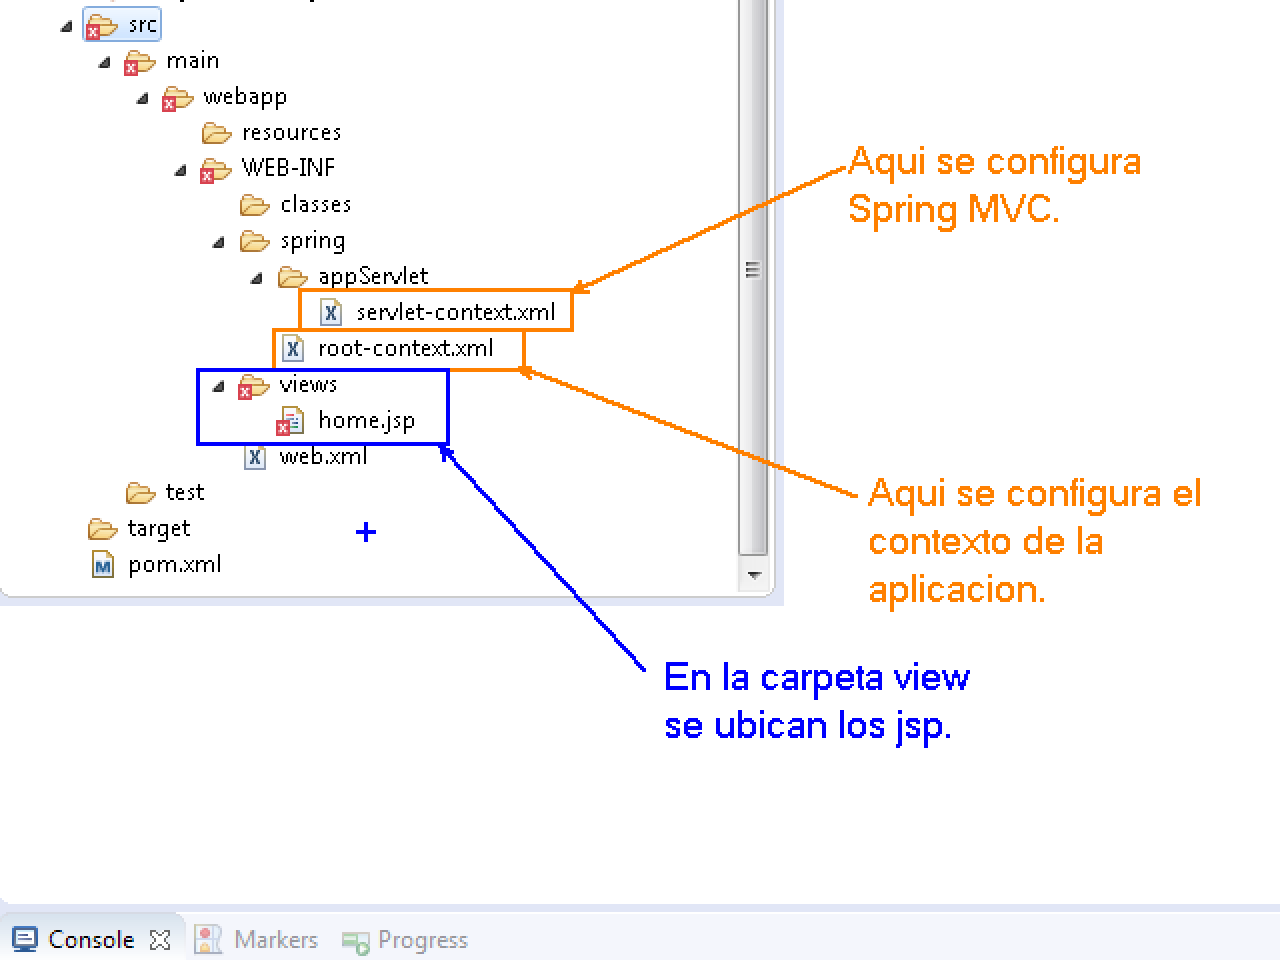 src
main
webapp
resources
WEB-INF
classes
spring
appServlet
servlet-context.xml
root-context.xml
views
home.jsp
web.xml
test
target
pom.xml
Aqui se configura
Spring MVC.
Aqui se configura el
contexto de la
aplicacion.
En la carpeta view
se ubican los jsp.
Console
Markers
Progress